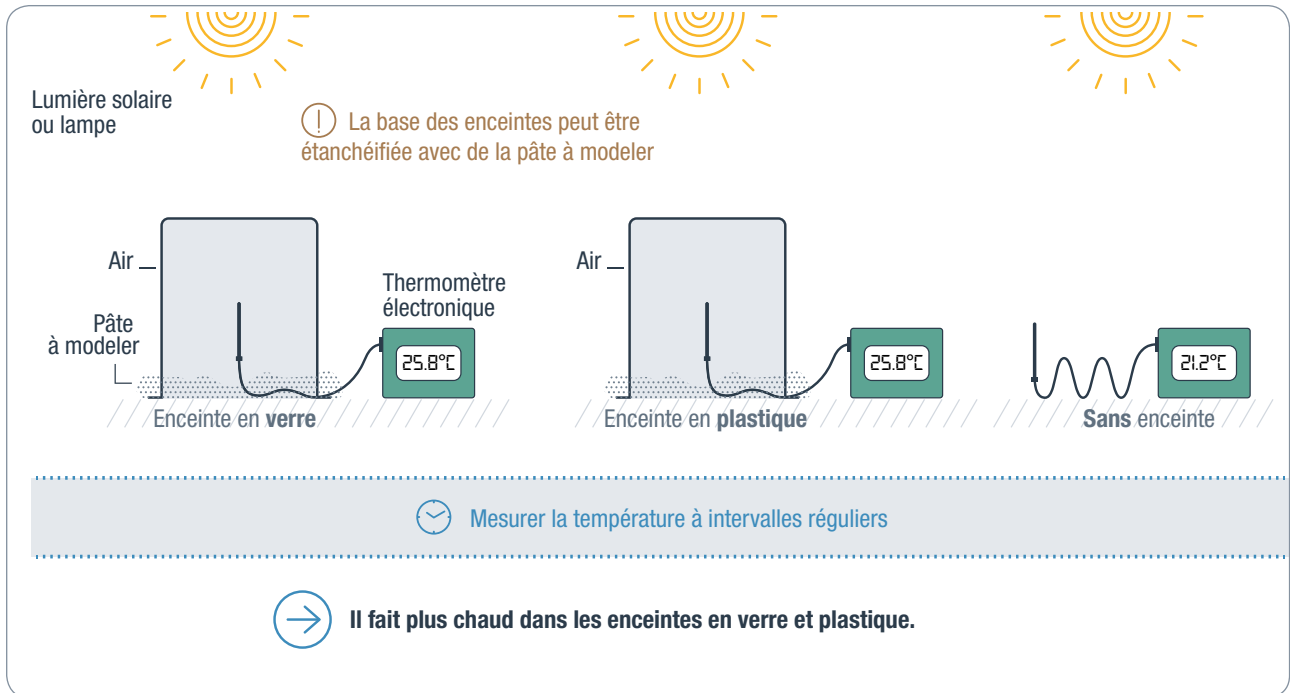 Lumière solaire
ou lampe
La base des enceintes peut être
étanchéifiée avec de la pâte à modeler
Air
Pâte
à modeler
Thermomètre
électronique
25.8°C
Enceinte en verre
Air
25.8°C
Enceinte en plastique
21.2°C
Sans enceinte
Mesurer la température à intervalles réguliers
Il fait plus chaud dans les enceintes en verre et plastique.